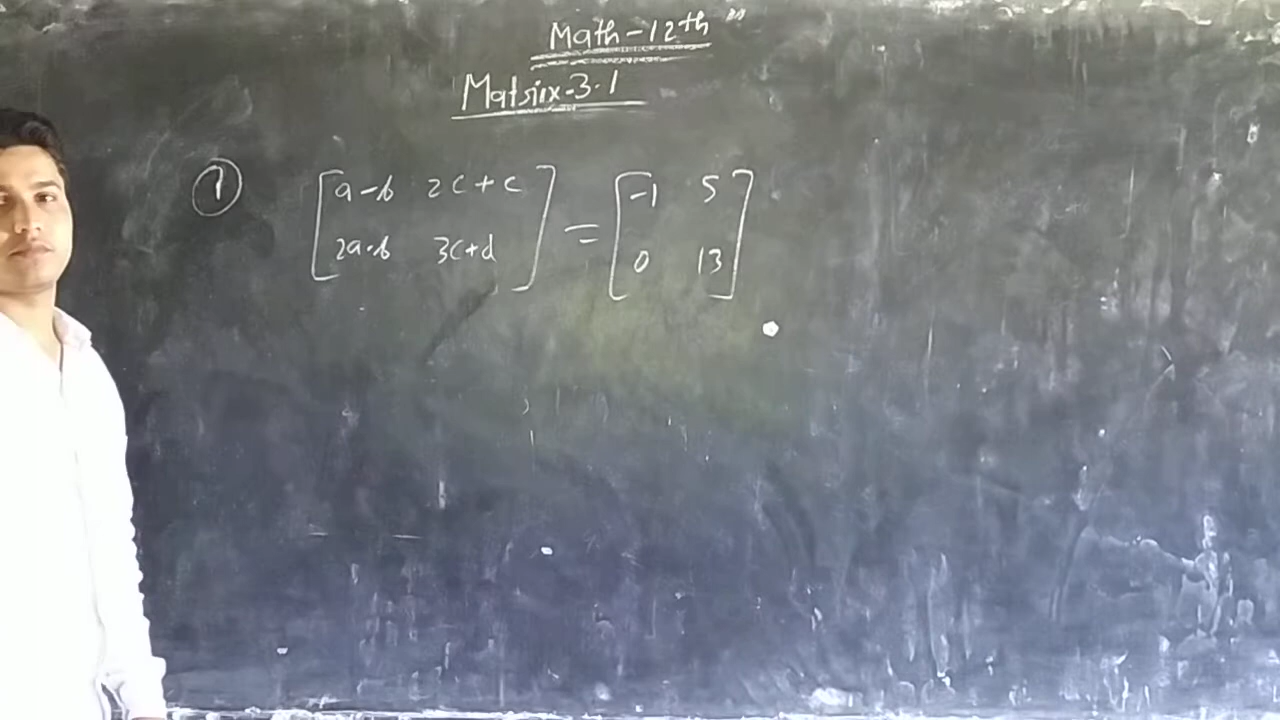 Math-12th "
Matrix-3.1
① [a-b 2c+c] = [-1 5]
[2a-b 3c+d] [0 13]